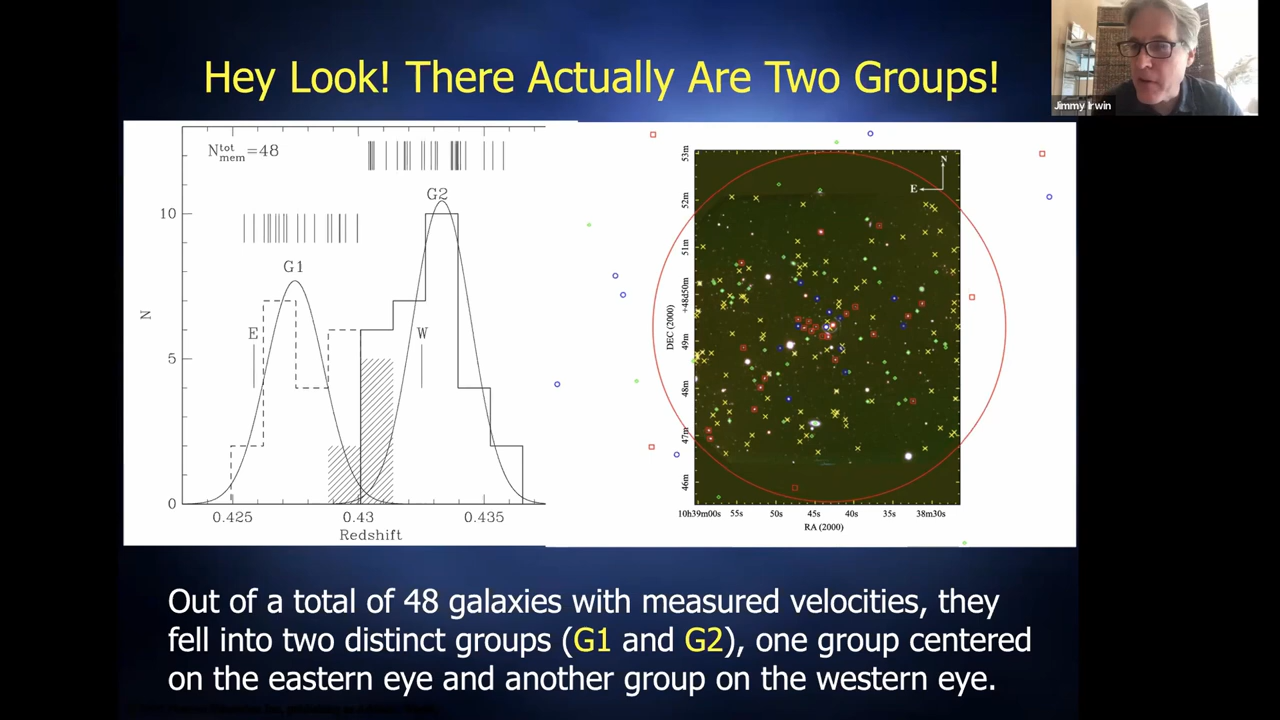 Hey Look! There Actually Are Two Groups!
Jimmy Irwin
N tot mem =48
G2
G1
E
W
10
5
0
N
0.425 0.43 0.435
Redshift
N
E
53m
52m
51m
+48d50m
49m
48m
47m
46m
DEC (2000)
10h39m00s 55s 50s 45s 40s 35s 38m30s
RA (2000)
Out of a total of 48 galaxies with measured velocities, they
fell into two distinct groups (G1 and G2), one group centered
on the eastern eye and another group on the western eye.